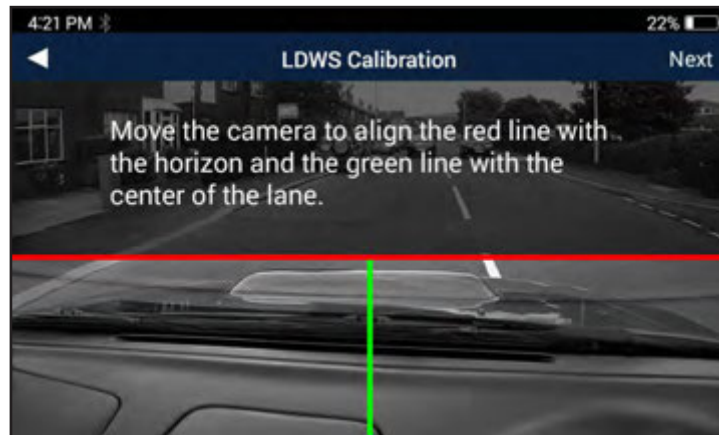 4:21 PM 22%
LDWS Calibration Next
Move the camera to align the red line with
the horizon and the green line with the
center of the lane.